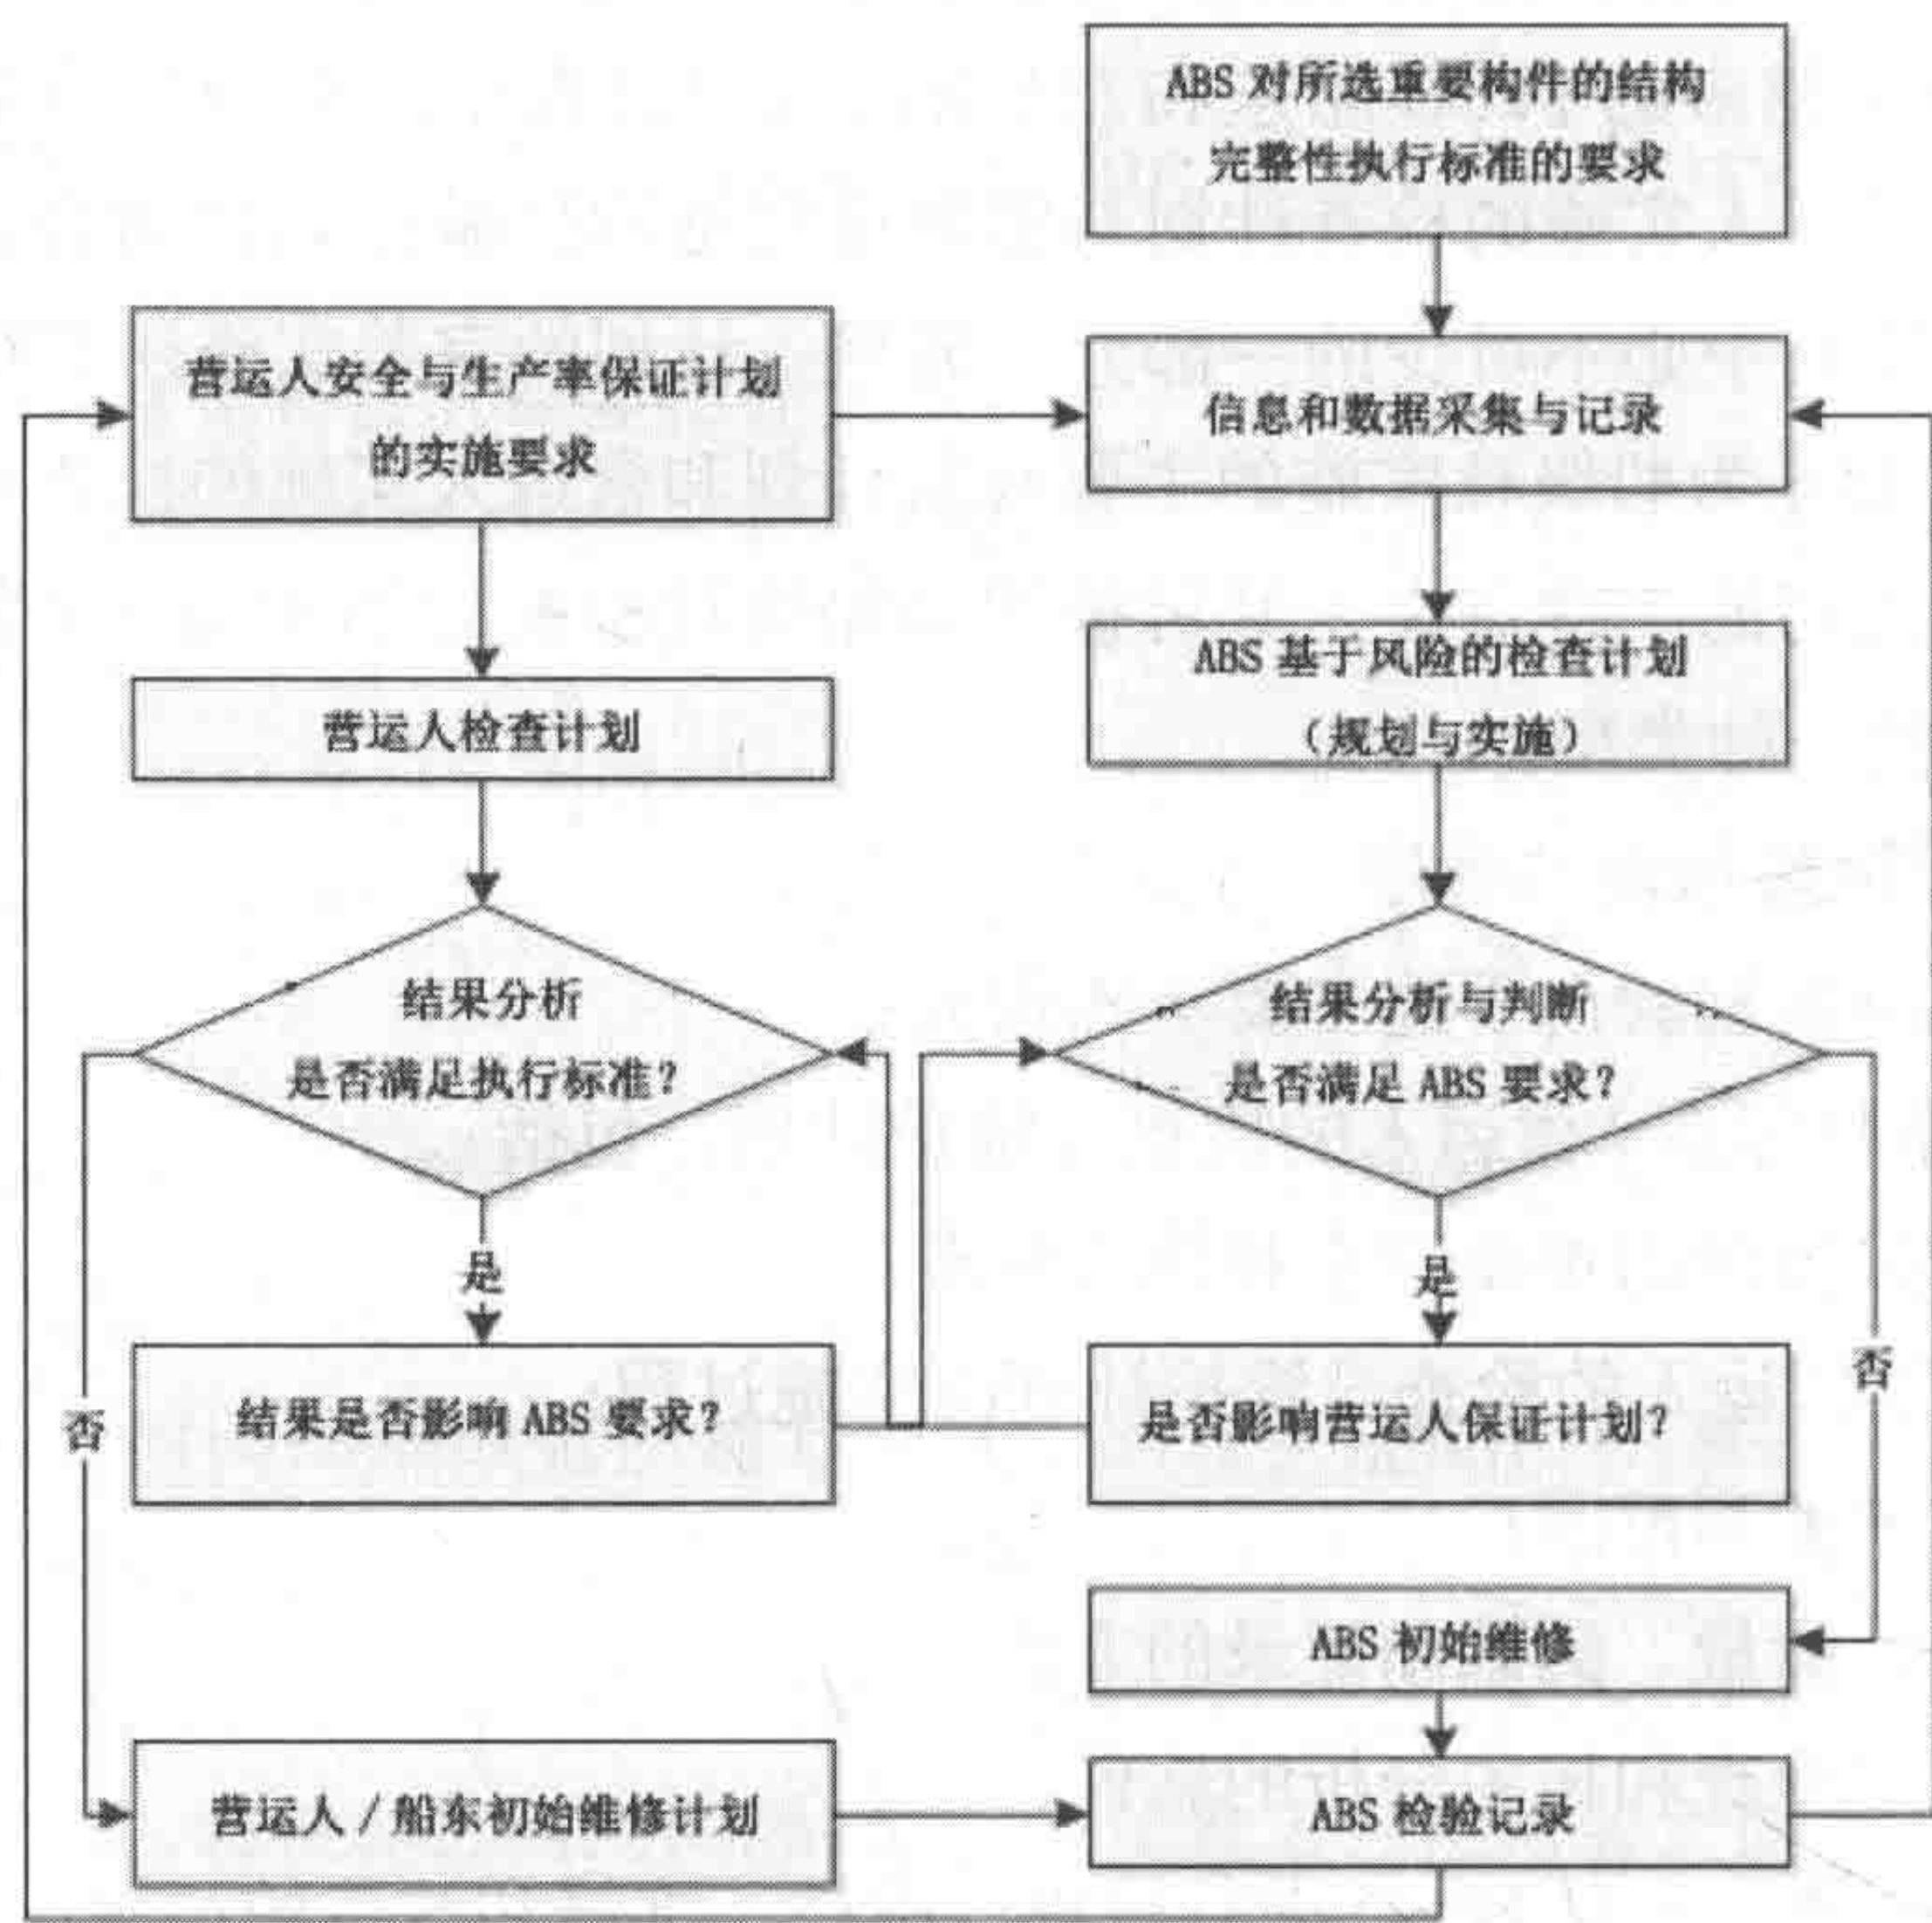 ABS 对所选重要构件的结构
完整性执行标准的要求
营运人安全与生产率保证计划
的实施要求
信息和数据采集与记录
营运人检查计划
ABS 基于风险的检查计划
（规划与实施）
结果分析
是否满足执行标准？
结果分析与判断
是否满足 ABS 要求？
是
是
否
否
结果是否影响 ABS 要求？
是否影响营运人保证计划？
ABS 初始维修
营运人 / 船东初始维修计划
ABS 检验记录